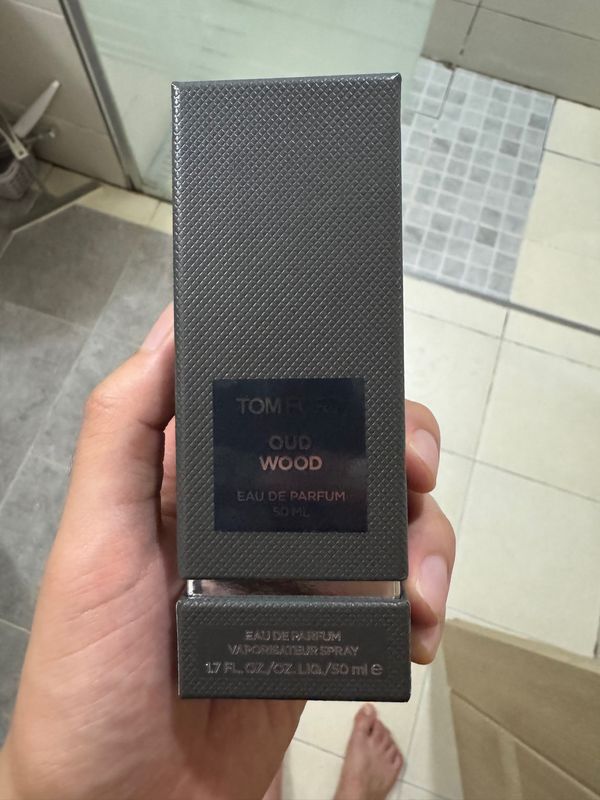 TOM FORD
OUD
WOOD
EAU DE PARFUM
50 ML
EAU DE PARFUM
VAPORISATEUR SPRAY
1.7 FL. OZ./OZ. LIQ./50 ml ℮